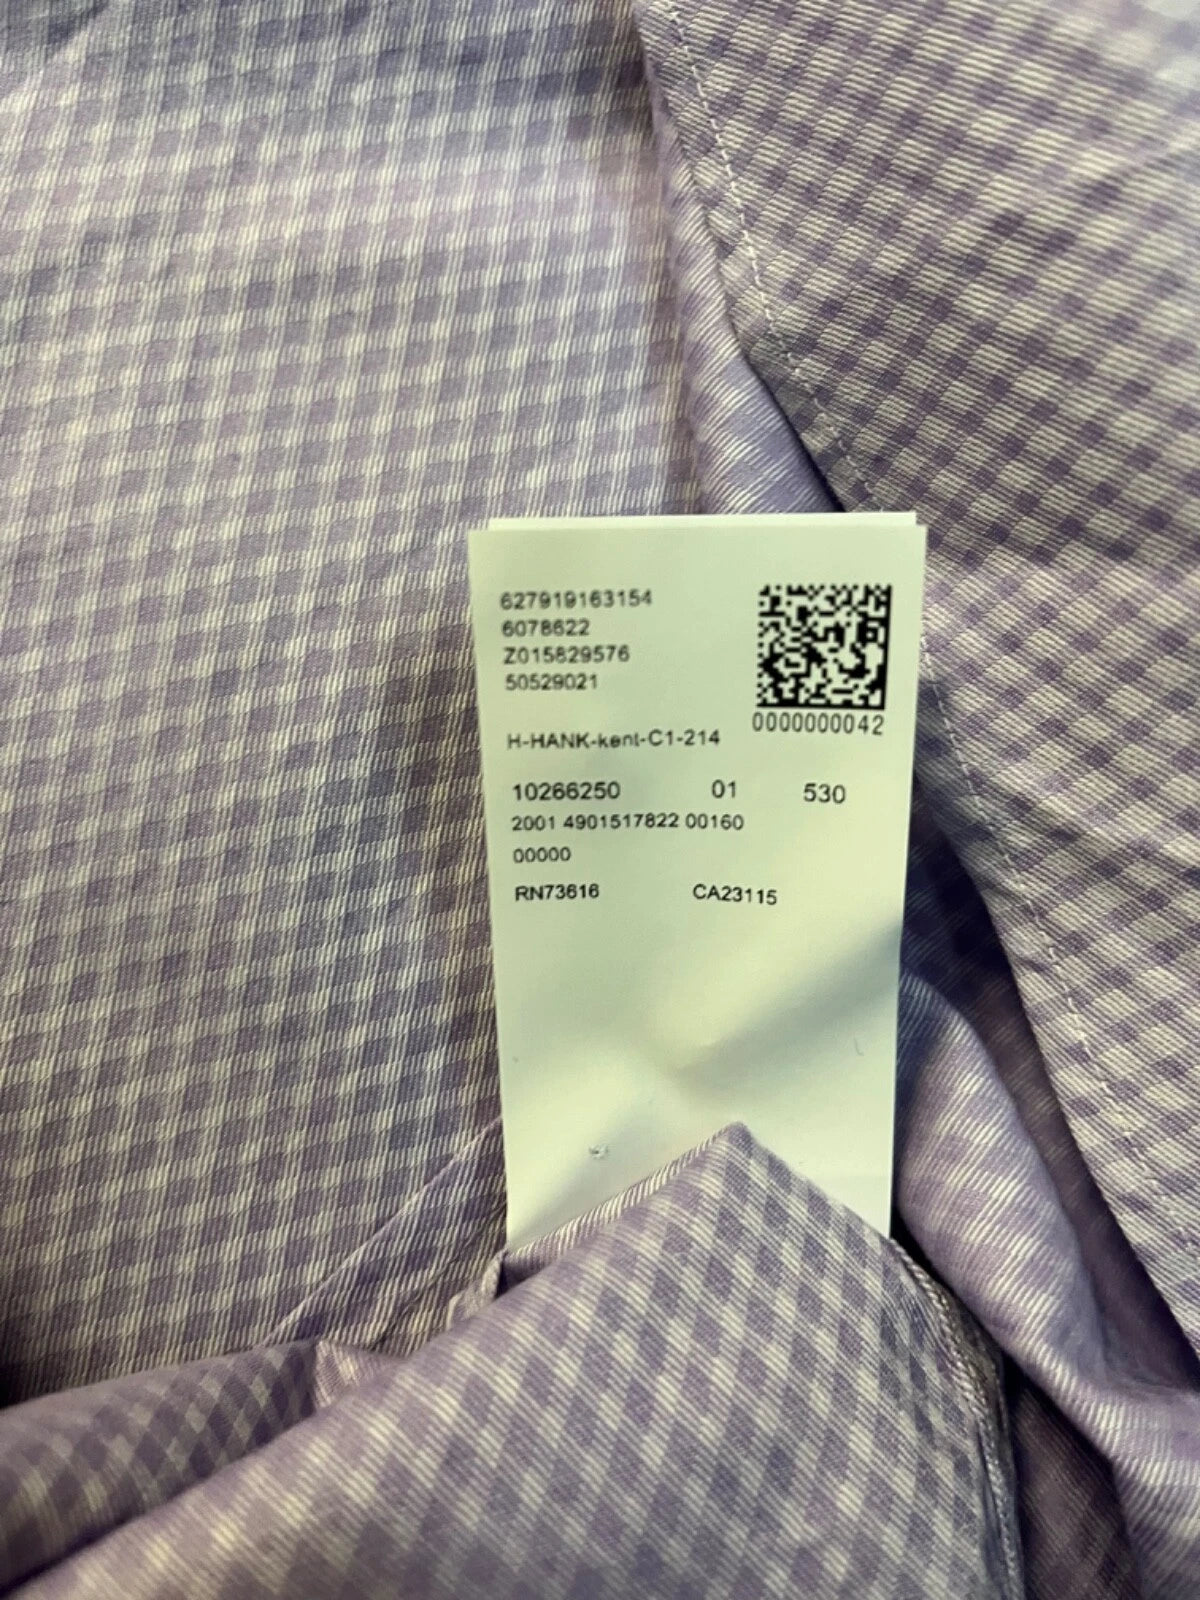 627919163154
6078622
Z015829576
50529021
0000000042
H-HANK-kent-C1-214
10266250 01 530
2001 4901517822 00160
00000
RN73616 CA23115